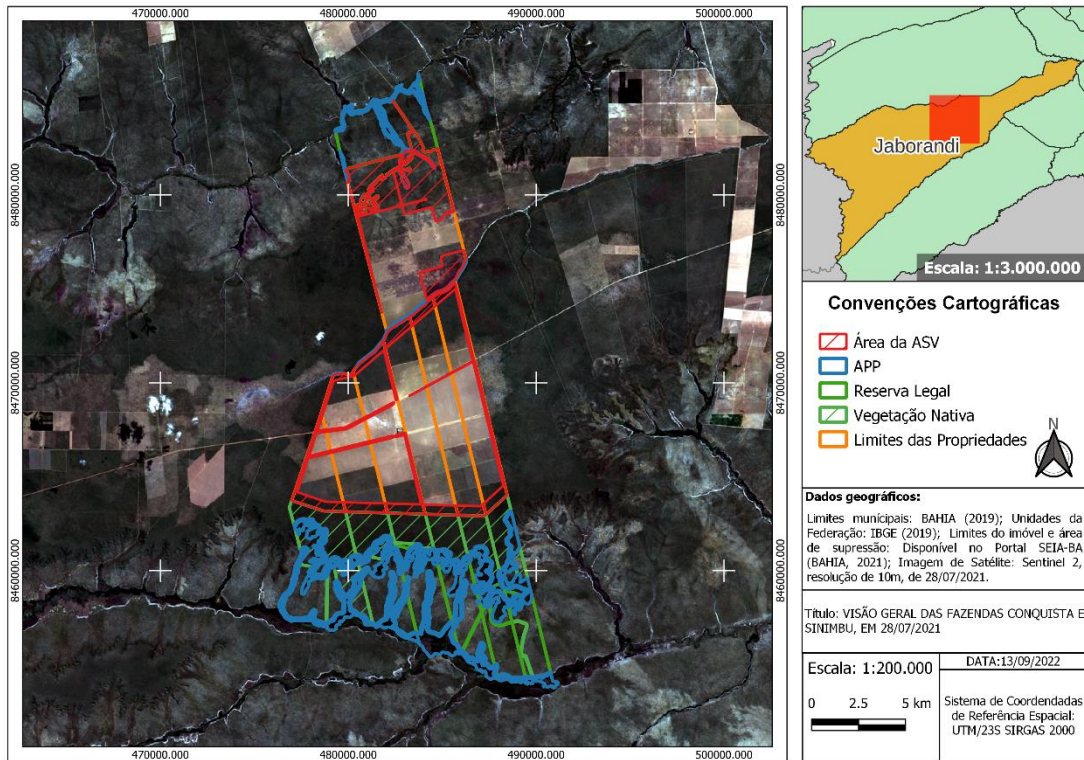 470000.000
480000.000
490000.000
500000.000
8480000.000
8480000.000
8470000.000
8470000.000
8460000.000
8460000.000
470000.000
480000.000
490000.000
500000.000
Jaborandi
Escala: 1:3.000.000
Convenções Cartográficas
Área da ASV
APP
Reserva Legal
Vegetação Nativa
Limites das Propriedades
N
Dados geográficos:
Limites municipais: BAHIA (2019); Unidades da
Federação: IBGE (2019); Limites do imóvel e área
de supressão: Disponível no Portal SEIA-BA
(BAHIA, 2021); Imagem de Satélite: Sentinel 2,
resolução de 10m, de 28/07/2021.
Título: VISÃO GERAL DAS FAZENDAS CONQUISTA E
SINIMBU, EM 28/07/2021
Escala: 1:200.000
0 2.5 5 km
DATA:13/09/2022
Sistema de Coordendadas
de Referência Espacial:
UTM/23S SIRGAS 2000